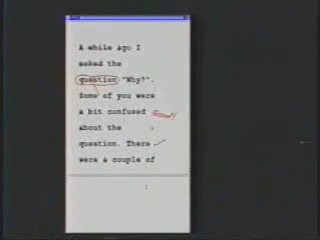 A while ago I
asked the
question "Why?".
Some of you were
a bit confused
about the
question. There
were a couple of